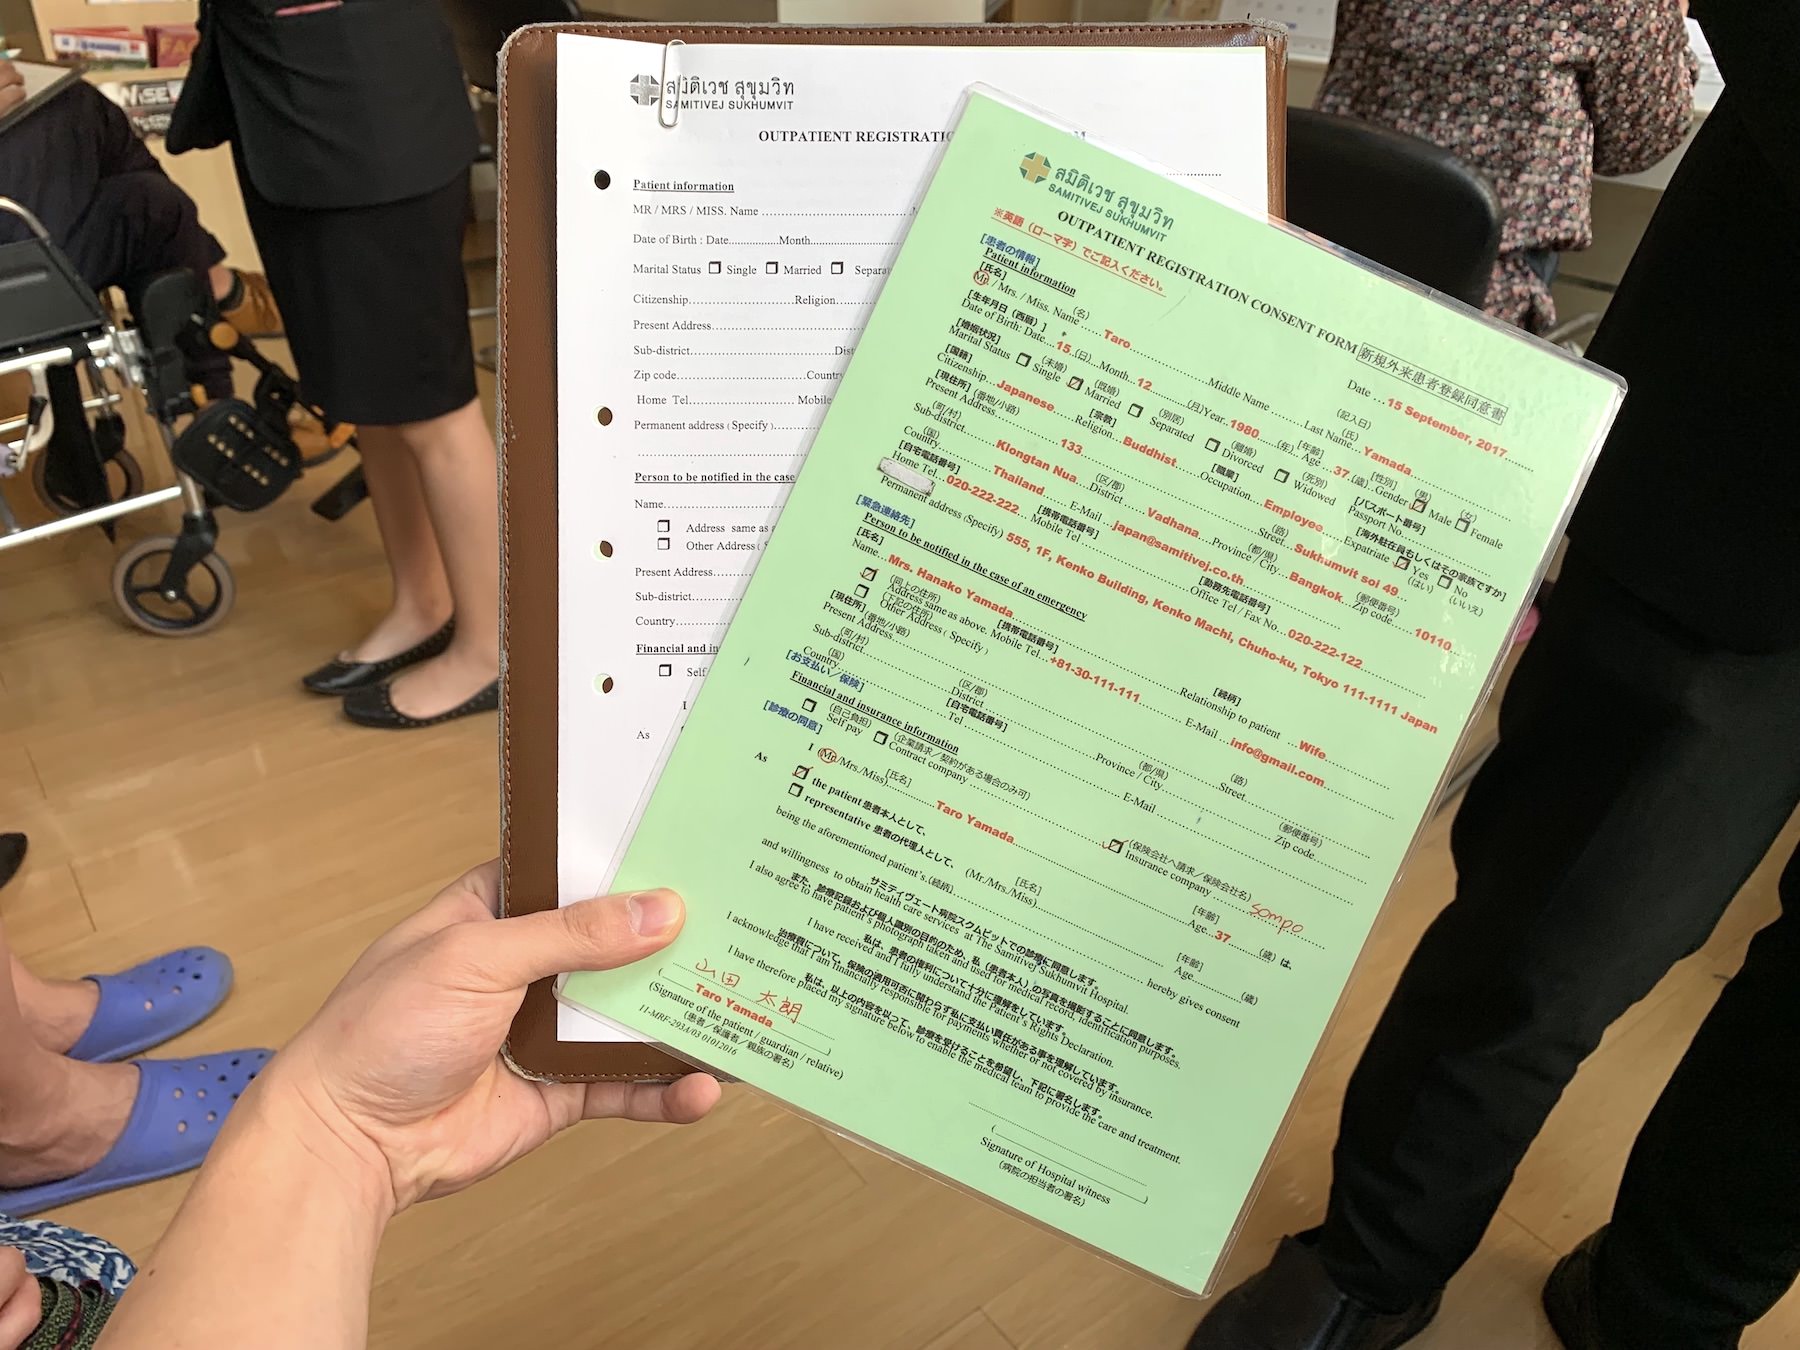 สมิติเวช สุขุมวิท
SAMITIVEJ SUKHUMVIT
OUTPATIENT REGISTRATIO
Patient information
MR / MRS / MISS. Name
Date of Birth : Date..............Month
Marital Status □ Single □ Married □ Separa
Citizenship..............Religion
Present Address
Sub-district..............Dist
Zip code..............Country
Home Tel..............Mobile
Permanent address ( Specify )
Person to be notified in the case
Name
□ Address same as
□ Other Address (
Present Address
Sub-district
Country
Financial and in
□ Self
I
As
สมิติเวช สุขุมวิท
SAMITIVEJ SUKHUMVIT
OUTPATIENT REGISTRATION CONSENT FORM 新規外来患者登録同意書
※英語（ローマ字）でご記入ください。
(記入日)
Date ... 15 September, 2017
[患者の情報]
Patient information
[氏名] (名) (氏)
Mr. / Mrs. / Miss. Name ... Taro Middle Name Last Name ... Yamada
[生年月日（西暦）] [年齢] [性別]
Date of Birth: Date... 15 (日) Month... 12 (月) Year 1980 (年) Age ... 37 (歳) Gender ☑ (男) Male □ (女) Female
[婚姻状況]
Marital Status □ (未婚) Single ☑ (既婚) Married □ (別居) Separated □ (離婚) Divorced □ (死別) Widowed
[国籍] [宗教] [職業] [パスポート番号]
Citizenship ... Japanese Religion ... Buddhist Occupation ... Employee Passport No.
[現住所] (番地/小路) (路) [海外駐在員もしくはその家族ですか]
Present Address ... 133 Street ... Sukhumvit soi 49 Expatriate ☑ Yes (はい) □ No (いいえ)
(町/村) (区/郡) (都/県) (郵便番号)
Sub-district ... Klongtan Nua District ... Vadhana Province / City ... Bangkok Zip code ... 10110
(国)
Country ... Thailand E-Mail ... japan@samitivej.co.th
[自宅電話番号] [携帯電話番号] [勤務先電話番号]
Home Tel ... 020-222-222 Mobile Tel Office Tel / Fax No ... 020-222-122
Permanent address (Specify) 555, 1F, Kenko Building, Kenko Machi, Chuho-ku, Tokyo 111-1111 Japan
[緊急連絡先]
Person to be notified in the case of an emergency
[氏名] [続柄]
Name ... Mrs. Hanako Yamada Relationship to patient ... Wife
☑ (同上の住所) [携帯電話番号]
Address same as above. Mobile Tel ... +81-30-111-111 E-Mail ... info@gmail.com
□ (下記の住所)
Other Address ( Specify )
[現住所] (番地/小路) (路)
Present Address Street
(町/村) (区/郡) (都/県) (郵便番号)
Sub-district District Province / City Zip code
(国) [自宅電話番号]
Country Tel E-Mail
[お支払い／保険]
Financial and insurance information
□ (自己負担) Self pay □ (企業請求／契約がある場合のみ可) Contract company ☑ (保険会社へ請求／保険会社名) Insurance company sompo
[診療の同意]
I (Mr./Mrs./Miss) [氏名] Taro Yamada [年齢] Age ... 37 (歳) は、
As ☑ the patient 患者本人として、
□ representative 患者の代理人として、
being the aforementioned patient's (続柄) (Mr./Mrs./Miss) [氏名] [年齢] Age (歳)
hereby gives consent
サミティヴェート病院スクムビットでの診療に同意します。
and willingness to obtain health care services at The Samitivej Sukhumvit Hospital.
また、診療記録および個人識別の目的のため、私（患者本人）の写真を撮影することに同意します。
I also agree to have patient's photograph taken and used for medical record, identification purposes.
私は、患者の権利について十分に理解をしています。
I have received and I fully understand the Patient's Rights Declaration.
治療費について、保険の適用可否に関わらず私に支払い責任がある事を理解しています。
I acknowledge that I am financially responsible for payments whether or not covered by insurance.
私は、以上の内容を以って、診療を受けることを希望し、下記に署名します。
I have therefore placed my signature below to enable the medical team to provide the care and treatment.
山田 太朗
( Taro Yamada )
(Signature of the patient / guardian / relative)
(患者／保護者／親族の署名)
( )
Signature of Hospital witness
(病院の担当者の署名)
11-MRF-293A/03 01012016